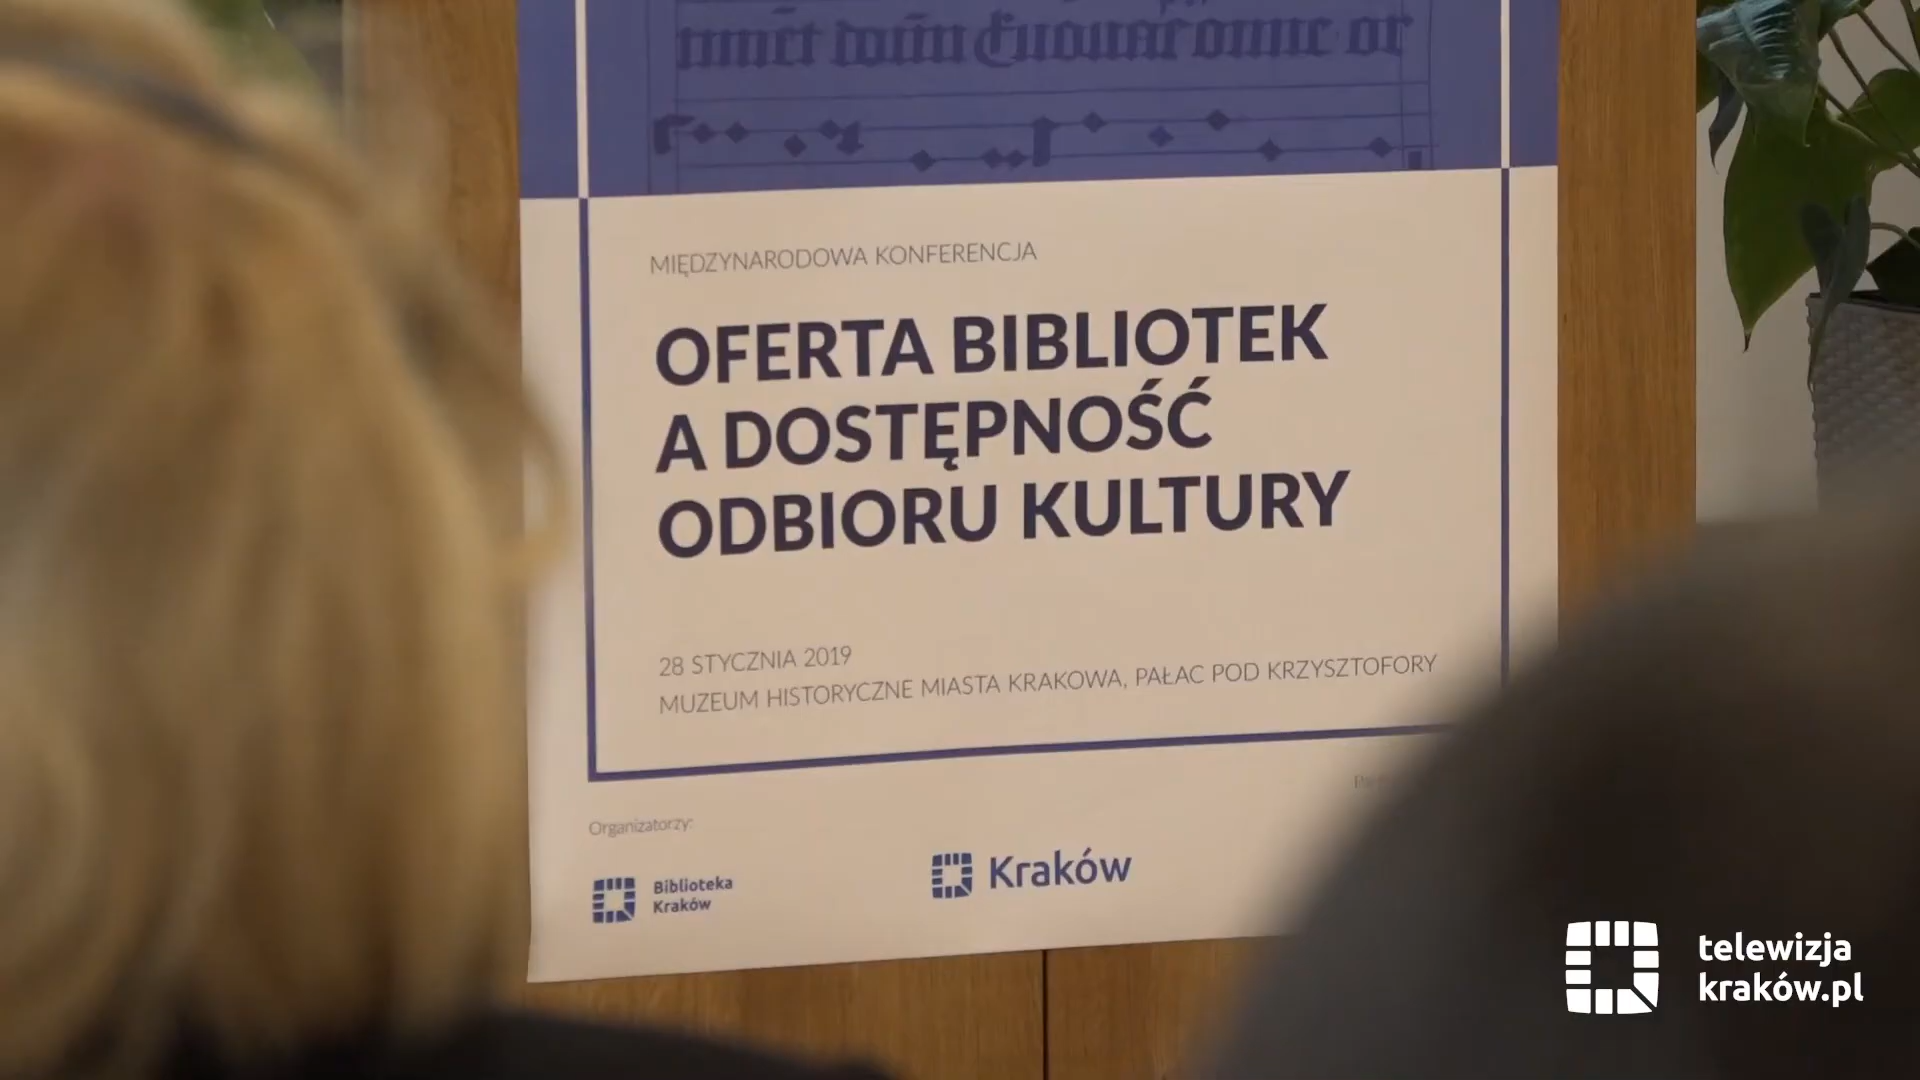 MIĘDZYNARODOWA KONFERENCJA
OFERTA BIBLIOTEK
A DOSTĘPNOŚĆ
ODBIORU KULTURY
28 STYCZNIA 2019
MUZEUM HISTORYCZNE MIASTA KRAKOWA, PAŁAC POD KRZYSZTOFORY
Organizatorzy:
Biblioteka
Kraków
Kraków
telewizja
kraków.pl